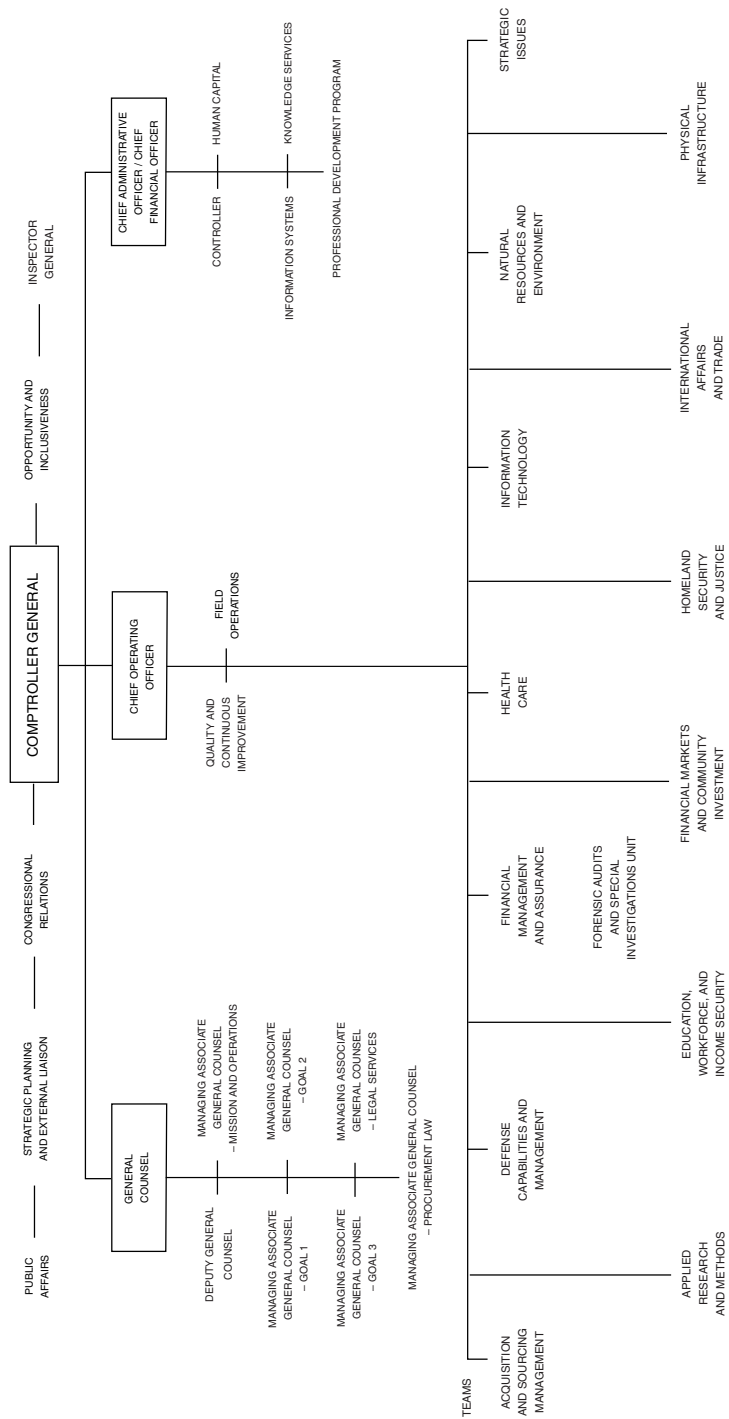 COMPTROLLER GENERAL
PUBLIC
AFFAIRS
STRATEGIC PLANNING
AND EXTERNAL LIAISON
CONGRESSIONAL
RELATIONS
OPPORTUNITY AND
INCLUSIVENESS
INSPECTOR
GENERAL
GENERAL
COUNSEL
CHIEF OPERATING
OFFICER
CHIEF ADMINISTRATIVE
OFFICER / CHIEF
FINANCIAL OFFICER
DEPUTY GENERAL
COUNSEL
MANAGING ASSOCIATE
GENERAL COUNSEL
– MISSION AND OPERATIONS
MANAGING ASSOCIATE
GENERAL COUNSEL
– GOAL 1
MANAGING ASSOCIATE
GENERAL COUNSEL
– GOAL 2
MANAGING ASSOCIATE
GENERAL COUNSEL
– GOAL 3
MANAGING ASSOCIATE
GENERAL COUNSEL
– LEGAL SERVICES
MANAGING ASSOCIATE GENERAL COUNSEL
– PROCUREMENT LAW
QUALITY AND
CONTINUOUS
IMPROVEMENT
FIELD
OPERATIONS
CONTROLLER
HUMAN CAPITAL
INFORMATION SYSTEMS
KNOWLEDGE SERVICES
PROFESSIONAL DEVELOPMENT PROGRAM
TEAMS
ACQUISITION
AND SOURCING
MANAGEMENT
APPLIED
RESEARCH
AND METHODS
DEFENSE
CAPABILITIES AND
MANAGEMENT
EDUCATION,
WORKFORCE, AND
INCOME SECURITY
FINANCIAL
MANAGEMENT
AND ASSURANCE
FORENSIC AUDITS
AND SPECIAL
INVESTIGATIONS UNIT
FINANCIAL MARKETS
AND COMMUNITY
INVESTMENT
HEALTH
CARE
HOMELAND
SECURITY
AND JUSTICE
INFORMATION
TECHNOLOGY
INTERNATIONAL
AFFAIRS
AND TRADE
NATURAL
RESOURCES AND
ENVIRONMENT
PHYSICAL
INFRASTRUCTURE
STRATEGIC
ISSUES